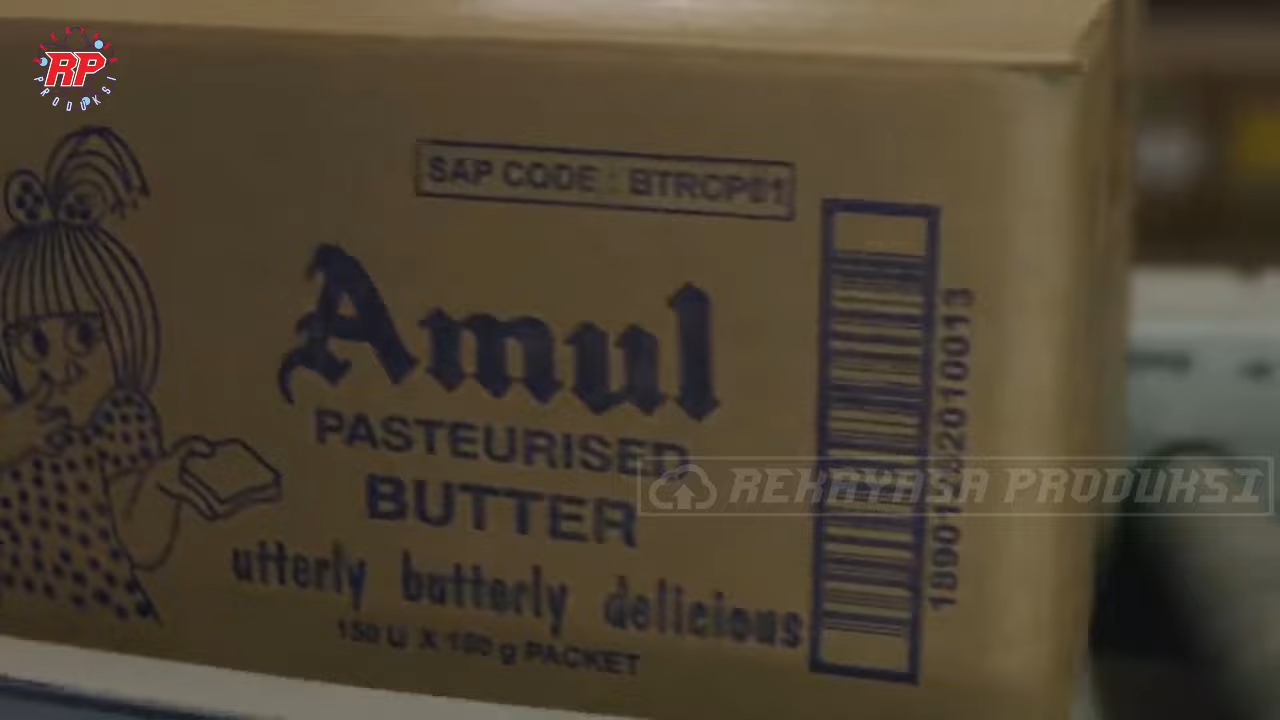 RP
PRODUKSI
SAP CODE : BTRCP01
Amul
PASTEURISED
BUTTER
utterly butterly delicious
150 U X 100 g PACKET
REKAYASA PRODUKSI